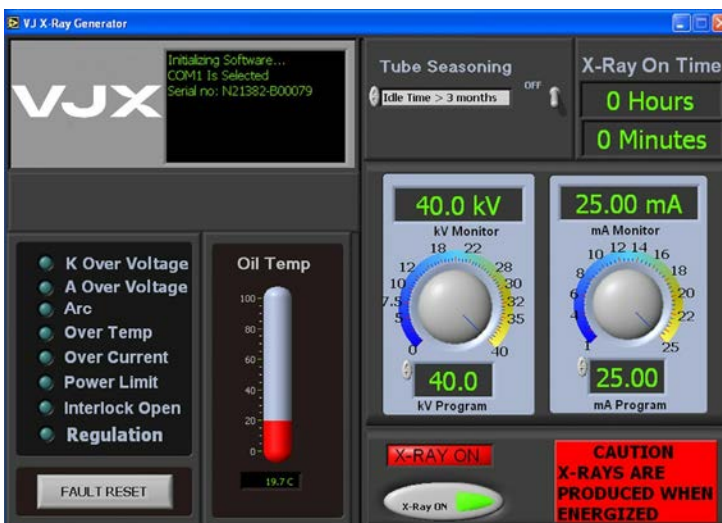 VJ X-Ray Generator
VJX
Initializing Software...
COM1 Is Selected
Serial no: N21382-B00079
Tube Seasoning
Idle Time > 3 months
OFF
X-Ray On Time
0 Hours
0 Minutes
40.0 kV
kV Monitor
0 5 7.5 10 12 18 22 28 30 32 35 40
40.0
kV Program
25.00 mA
mA Monitor
1 4 6 8 10 12 14 16 18 20 22 25
25.00
mA Program
K Over Voltage
A Over Voltage
Arc
Over Temp
Over Current
Power Limit
Interlock Open
Regulation
FAULT RESET
Oil Temp
100
80
60
40
20
0
19.7 C
X-RAY ON
X-Ray ON
CAUTION
X-RAYS ARE
PRODUCED WHEN
ENERGIZED